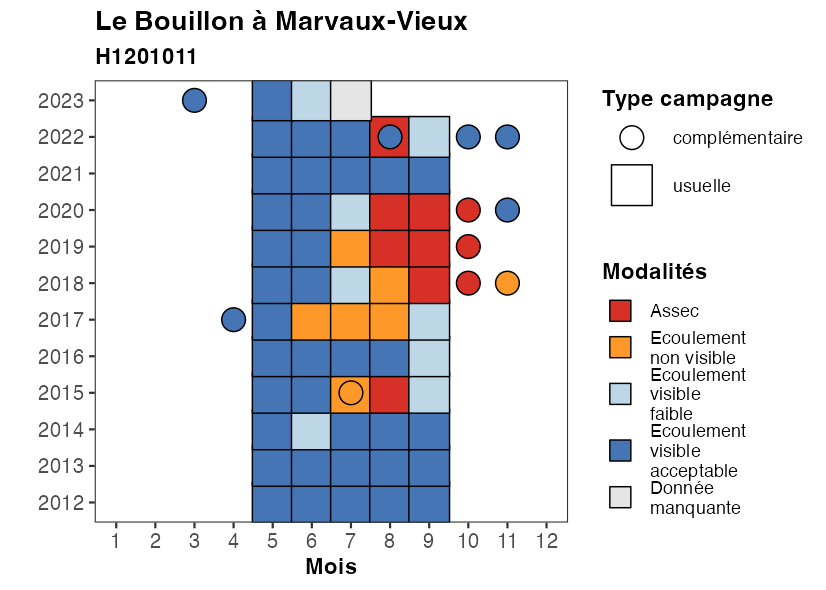 Le Bouillon à Marvaux-Vieux
H1201011
2023
2022
2021
2020
2019
2018
2017
2016
2015
2014
2013
2012
1 2 3 4 5 6 7 8 9 10 11 12
Mois
Type campagne
complémentaire
usuelle
Modalités
Assec
Ecoulement
non visible
Ecoulement
visible
faible
Ecoulement
visible
acceptable
Donnée
manquante